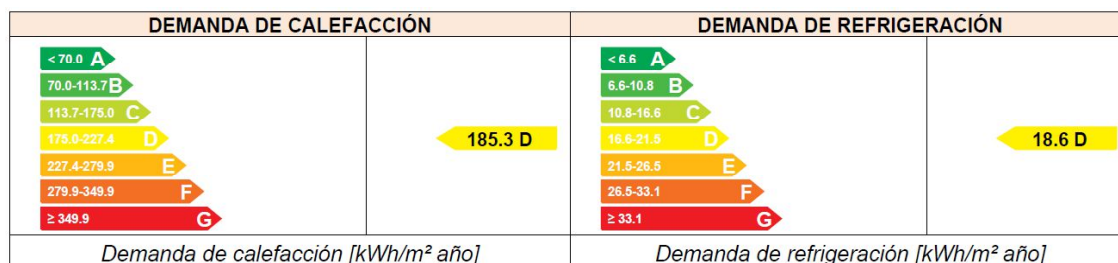 DEMANDA DE CALEFACCIÓN
< 70.0 A
70.0-113.7 B
113.7-175.0 C
175.0-227.4 D
227.4-279.9 E
279.9-349.9 F
≥ 349.9 G
185.3 D
Demanda de calefacción [kWh/m² año]
DEMANDA DE REFRIGERACIÓN
< 6.6 A
6.6-10.8 B
10.8-16.6 C
16.6-21.5 D
21.5-26.5 E
26.5-33.1 F
≥ 33.1 G
18.6 D
Demanda de refrigeración [kWh/m² año]